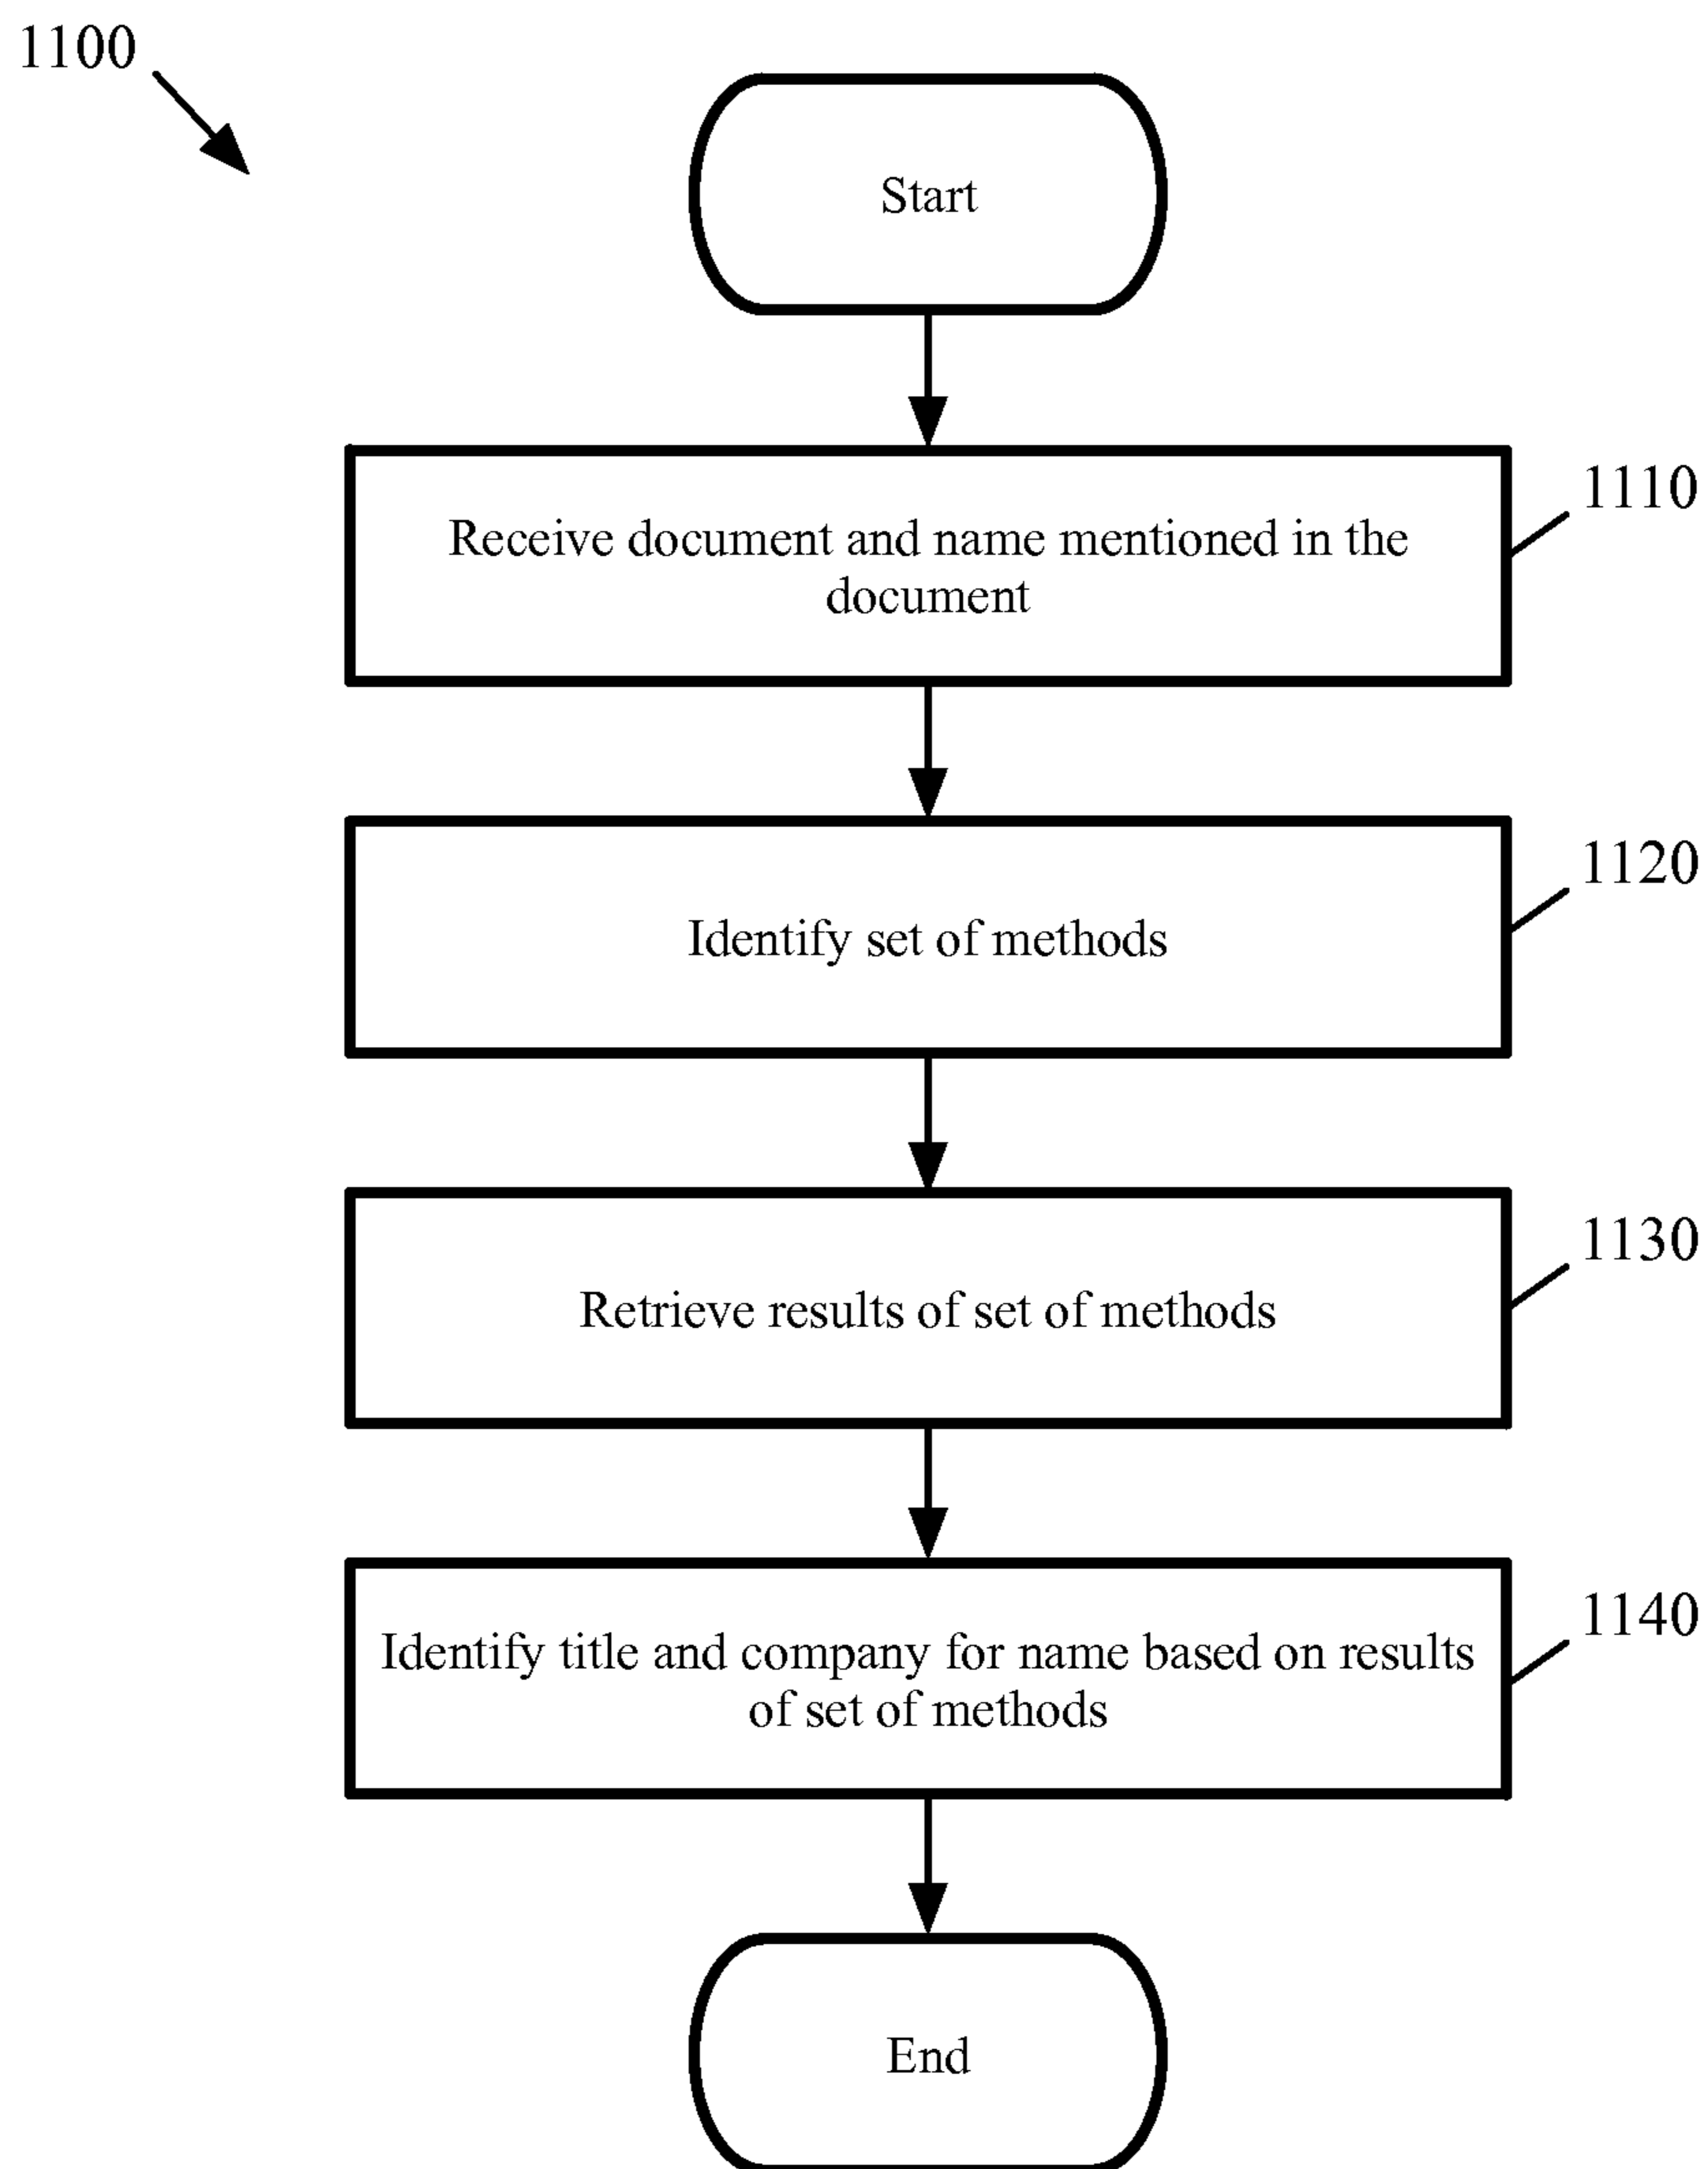 1100
Start
Receive document and name mentioned in the
document
1110
Identify set of methods
1120
Retrieve results of set of methods
1130
Identify title and company for name based on results
of set of methods
1140
End